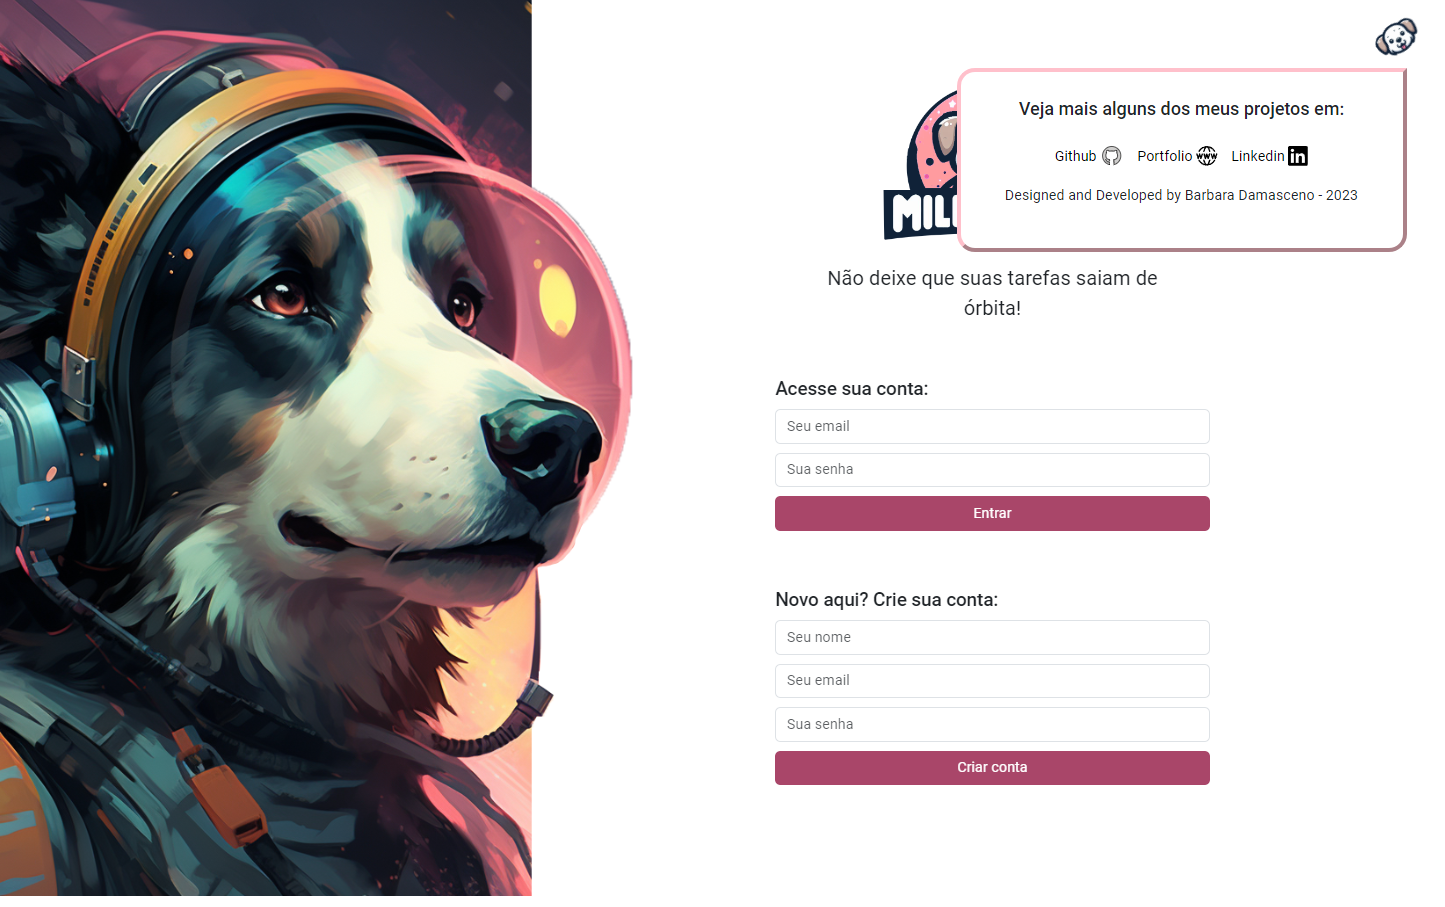 Veja mais alguns dos meus projetos em:
Github Portfolio www Linkedin in
Designed and Developed by Barbara Damasceno - 2023
MIL
Não deixe que suas tarefas saiam de
órbita!
Acesse sua conta:
Seu email
Sua senha
Entrar
Novo aqui? Crie sua conta:
Seu nome
Seu email
Sua senha
Criar conta